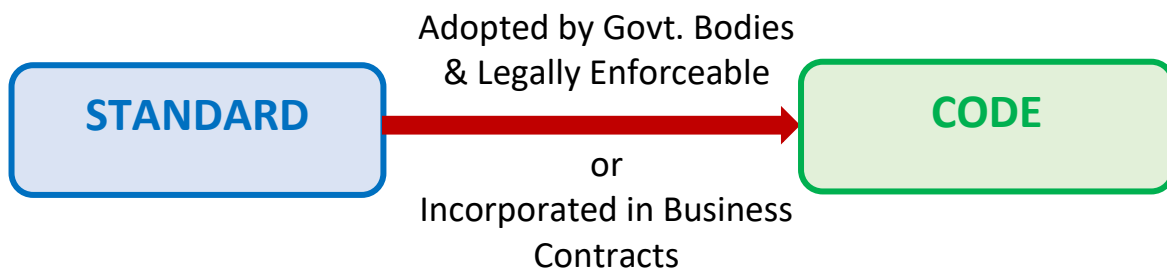 Adopted by Govt. Bodies
& Legally Enforceable
STANDARD
CODE
or
Incorporated in Business
Contracts